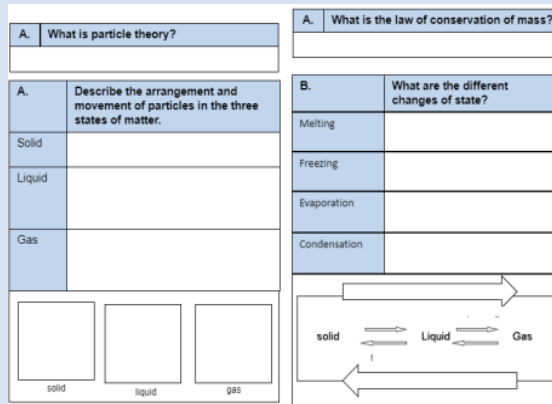 A. What is particle theory?
A. Describe the arrangement and
movement of particles in the three
states of matter.
Solid
Liquid
Gas
solid liquid gas
A. What is the law of conservation of mass?
B. What are the different
changes of state?
Melting
Freezing
Evaporation
Condensation
solid Liquid Gas